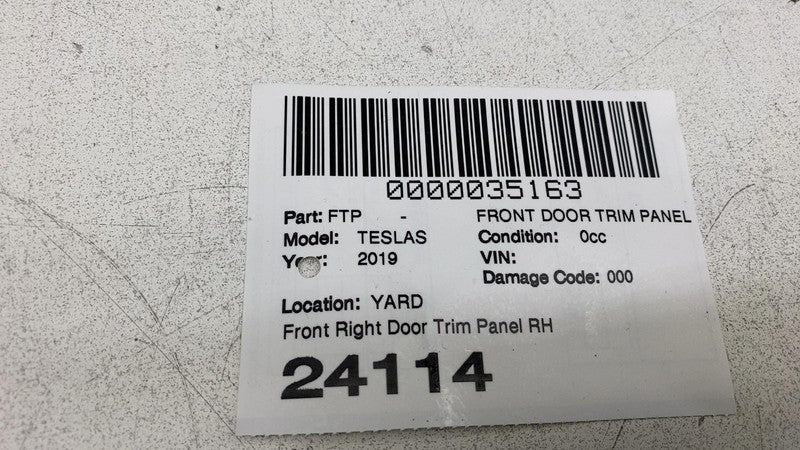 0000035163
Part: FTP - FRONT DOOR TRIM PANEL
Model: TESLAS Condition: 0cc
Year: 2019 VIN:
Damage Code: 000
Location: YARD
Front Right Door Trim Panel RH
24114